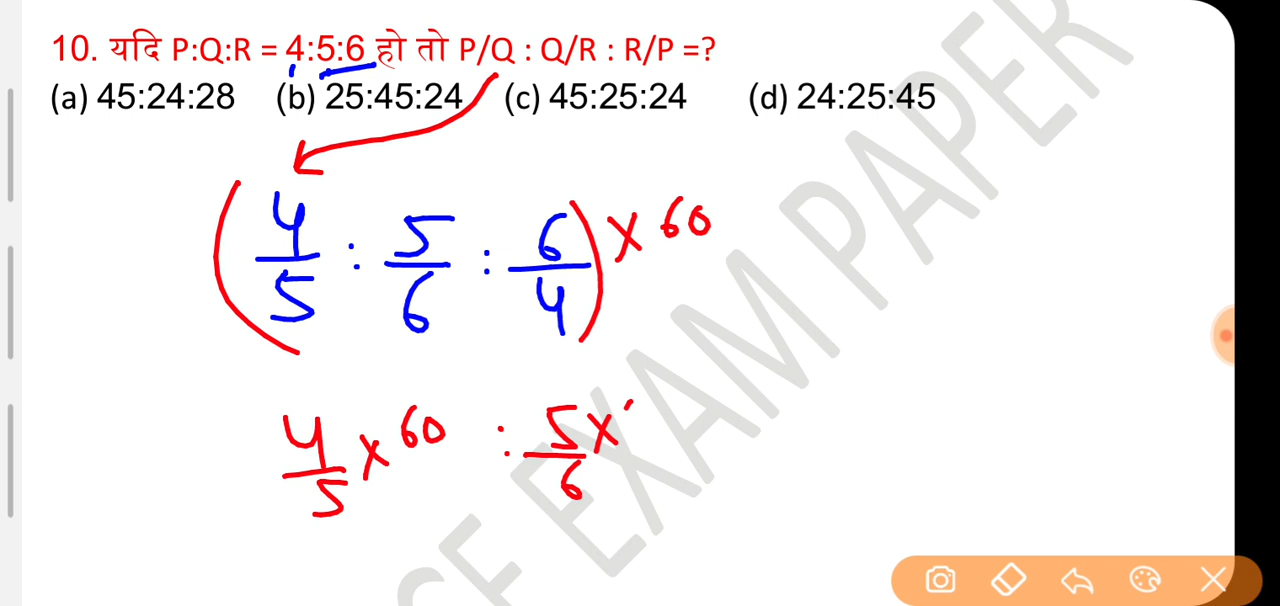 10. यदि P:Q:R = 4:5:6 हो तो P/Q : Q/R : R/P =?
(a) 45:24:28 (b) 25:45:24 (c) 45:25:24 (d) 24:25:45
(4/5 : 5/6 : 6/4) × 60
4/5 × 60 : 5/6 ×
EXAM PAPER